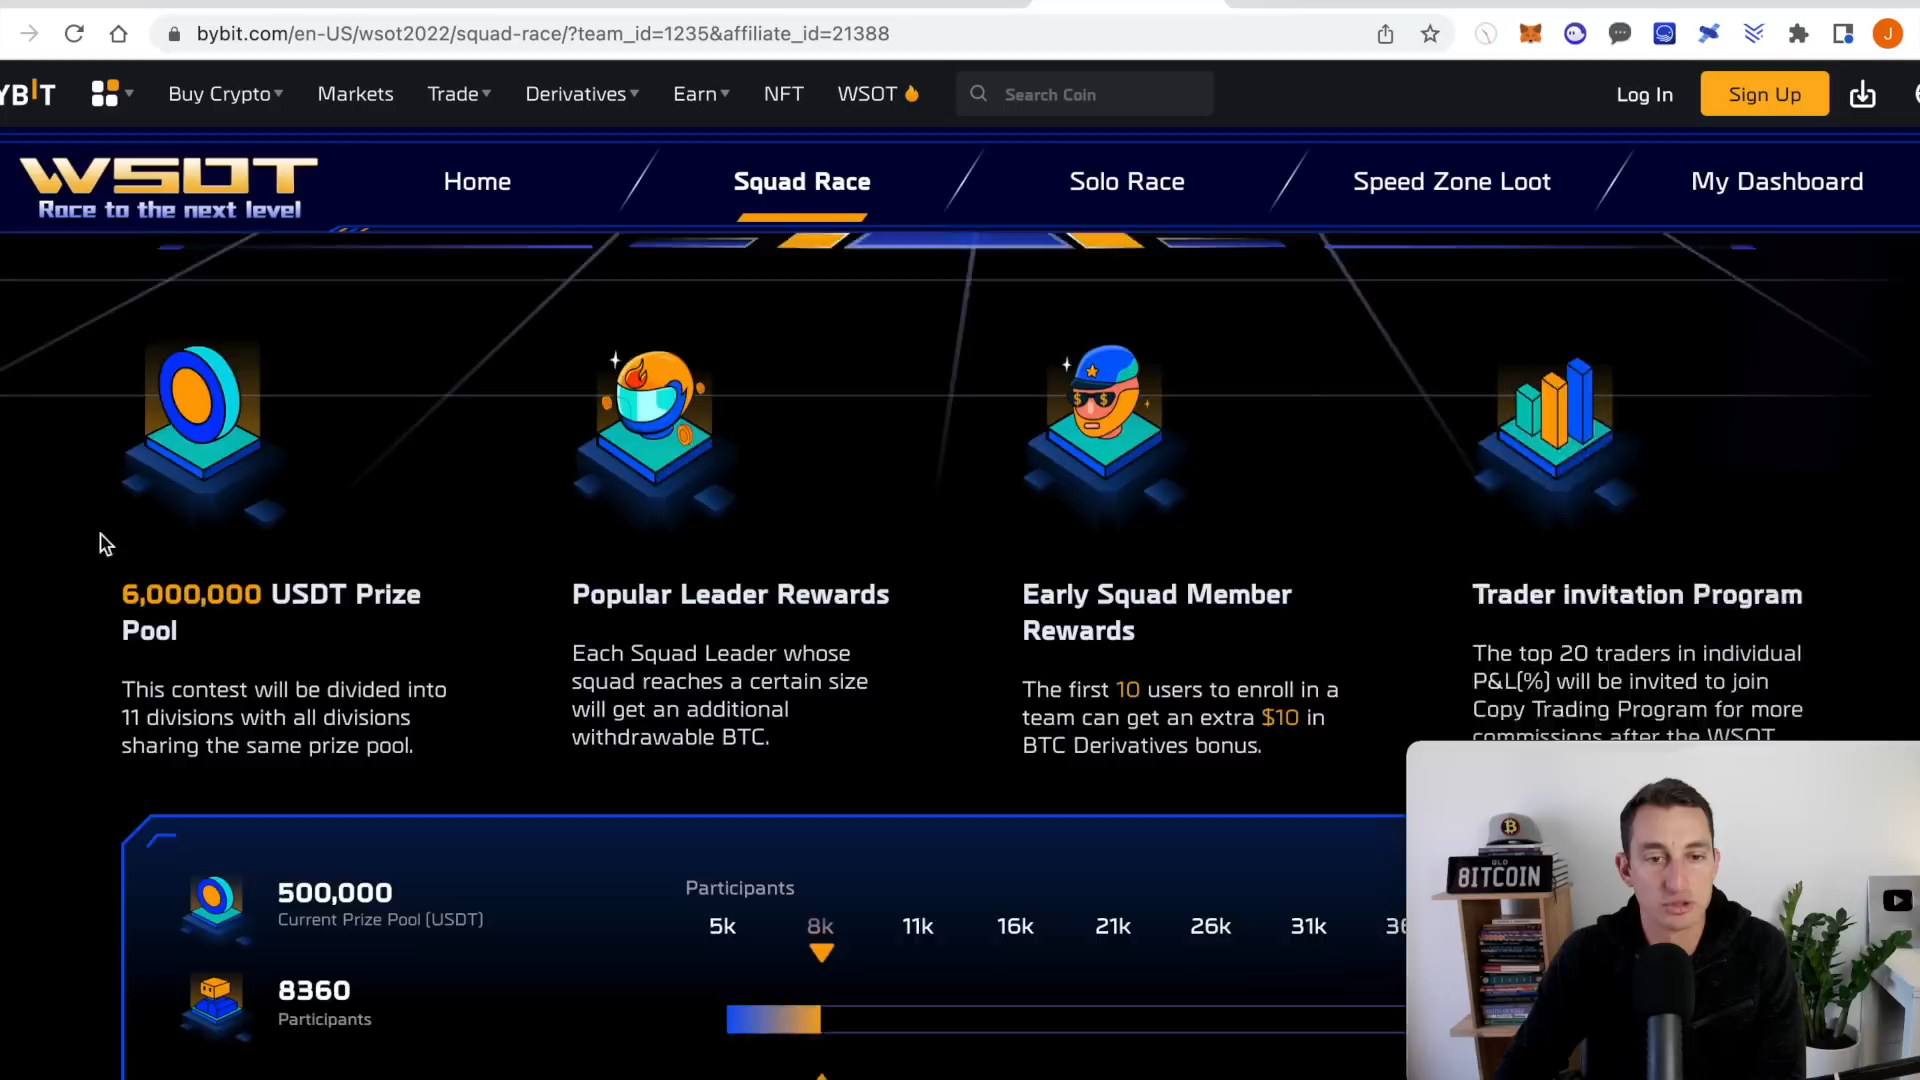 bybit.com/en-US/wsot2022/squad-race/?team_id=1235&affiliate_id=21388
J
YBIT
Buy Crypto
Markets
Trade
Derivatives
Earn
NFT
WSOT
Search Coin
Log In
Sign Up
WSOT
Race to the next level
Home
Squad Race
Solo Race
Speed Zone Loot
My Dashboard
6,000,000 USDT Prize
Pool
This contest will be divided into
11 divisions with all divisions
sharing the same prize pool.
Popular Leader Rewards
Each Squad Leader whose
squad reaches a certain size
will get an additional
withdrawable BTC.
Early Squad Member
Rewards
The first 10 users to enroll in a
team can get an extra $10 in
BTC Derivatives bonus.
Trader invitation Program
The top 20 traders in individual
P&L(%) will be invited to join
Copy Trading Program for more
commissions after the WSOT
500,000
Current Prize Pool (USDT)
8360
Participants
Participants
5k
8k
11k
16k
21k
26k
31k
QLD
BITCOIN